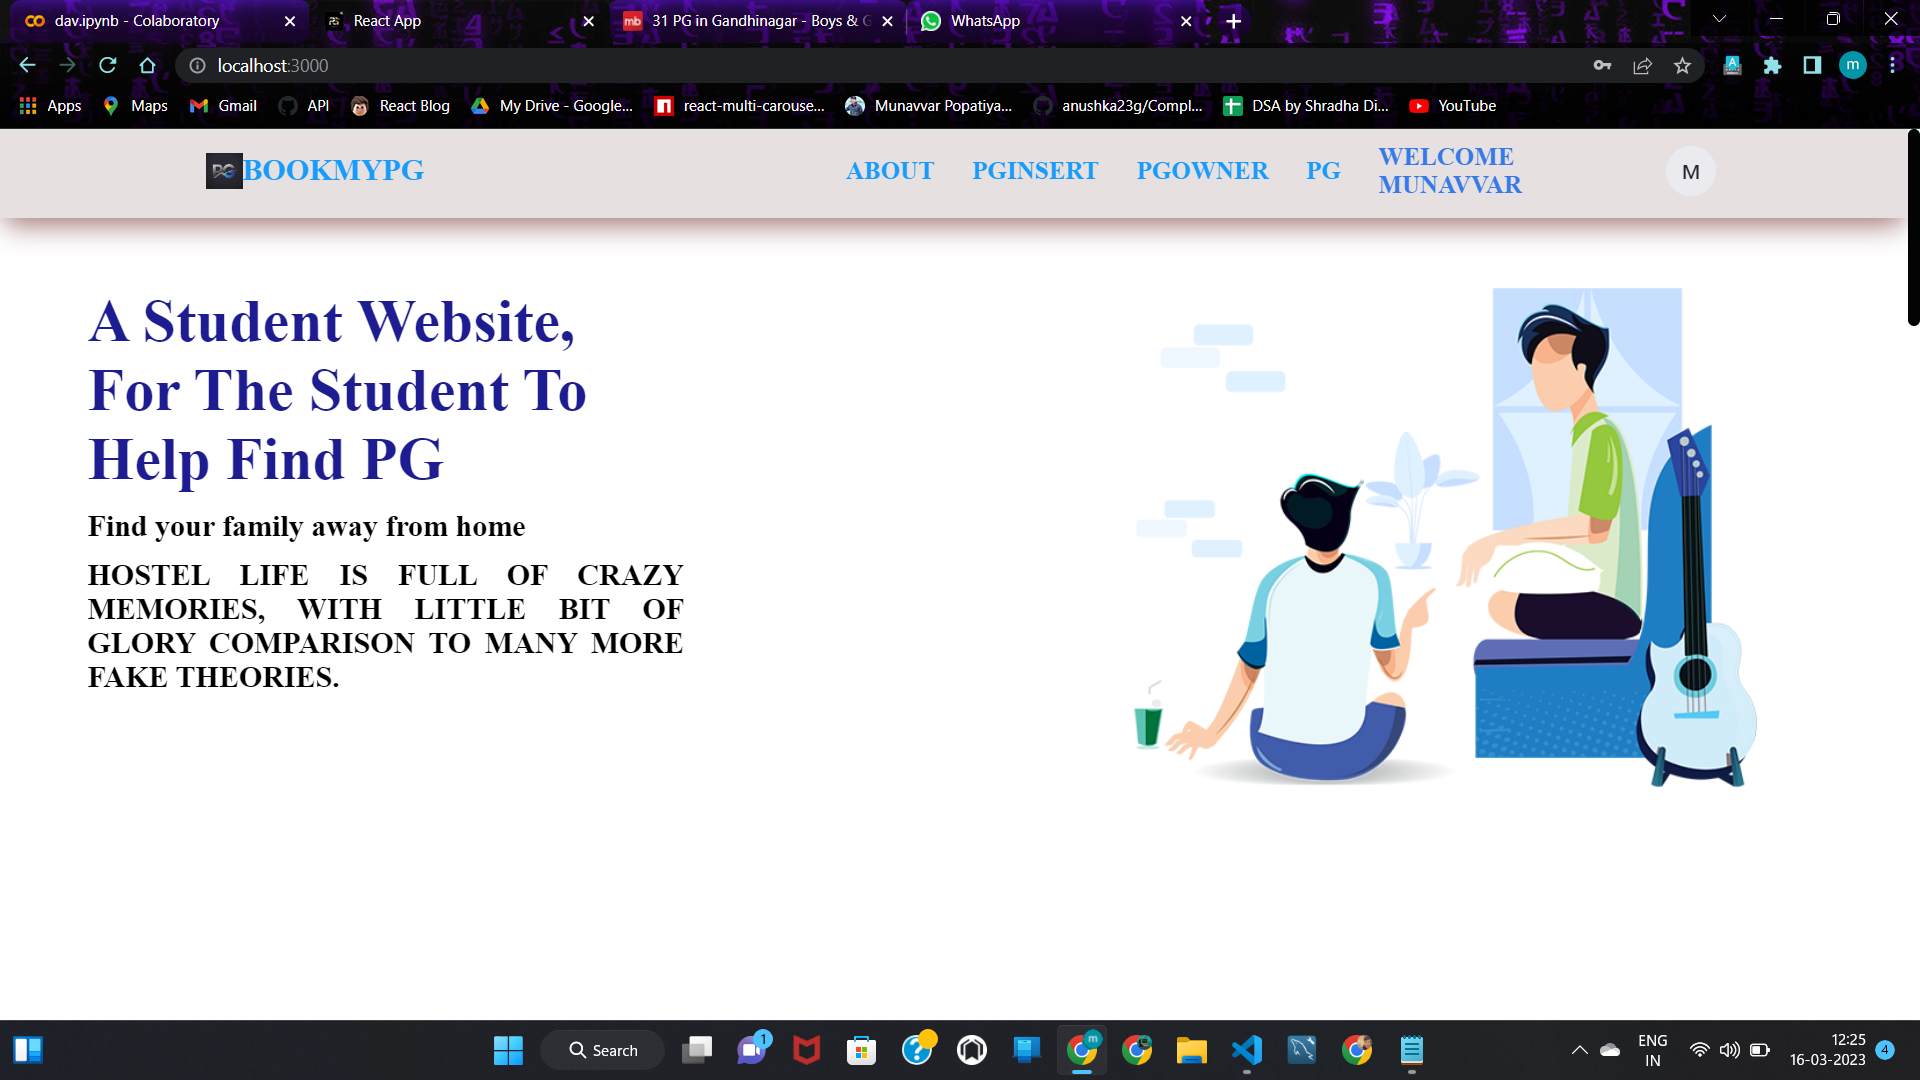 dav.ipynb - Colaboratory
React App
mb 31 PG in Gandhinagar - Boys & G
WhatsApp
localhost:3000
m
Apps
Maps
Gmail
API
React Blog
My Drive - Google...
react-multi-carouse...
Munavvar Popatiya...
anushka23g/Compl...
DSA by Shradha Di...
YouTube
PG BOOKMYPG
ABOUT
PGINSERT
PGOWNER
PG
WELCOME
MUNAVVAR
M
A Student Website,
For The Student To
Help Find PG
Find your family away from home
HOSTEL LIFE IS FULL OF CRAZY
MEMORIES, WITH LITTLE BIT OF
GLORY COMPARISON TO MANY MORE
FAKE THEORIES.
Search
1
m
ENG
IN
12:25
16-03-2023
4